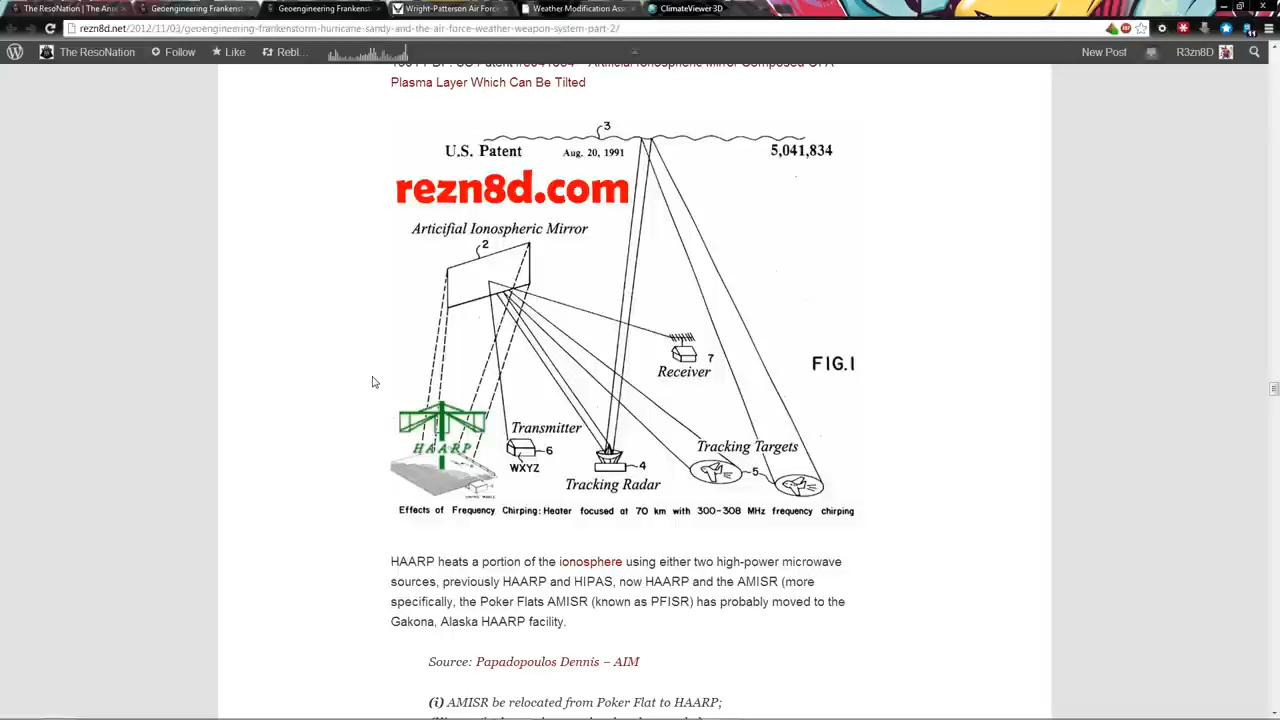 The ResoNation | The Ano
Geoengineering Frankenst
Geoengineering Frankenst
Wright-Patterson Air Forc
Weather Modification Ass
ClimateViewer3D
rezn8d.net/2012/11/03/geoengineering-frankenstorm-hurricane-sandy-and-the-air-force-weather-weapon-system-part-2/
The ResoNation Follow Like Rebl... New Post R3zn8D
Plasma Layer Which Can Be Tilted
3
U.S. Patent Aug. 20, 1991 5,041,834
rezn8d.com
Articifial Ionospheric Mirror
2
7
Receiver
FIG.1
HAARP
Transmitter
6
WXYZ
4
Tracking Radar
Tracking Targets
5
Effects of Frequency Chirping: Heater focused at 70 km with 300-308 MHz frequency chirping
HAARP heats a portion of the ionosphere using either two high-power microwave
sources, previously HAARP and HIPAS, now HAARP and the AMISR (more
specifically, the Poker Flats AMISR (known as PFISR) has probably moved to the
Gakona, Alaska HAARP facility.
Source: Papadopoulos Dennis – AIM
(i) AMISR be relocated from Poker Flat to HAARP;